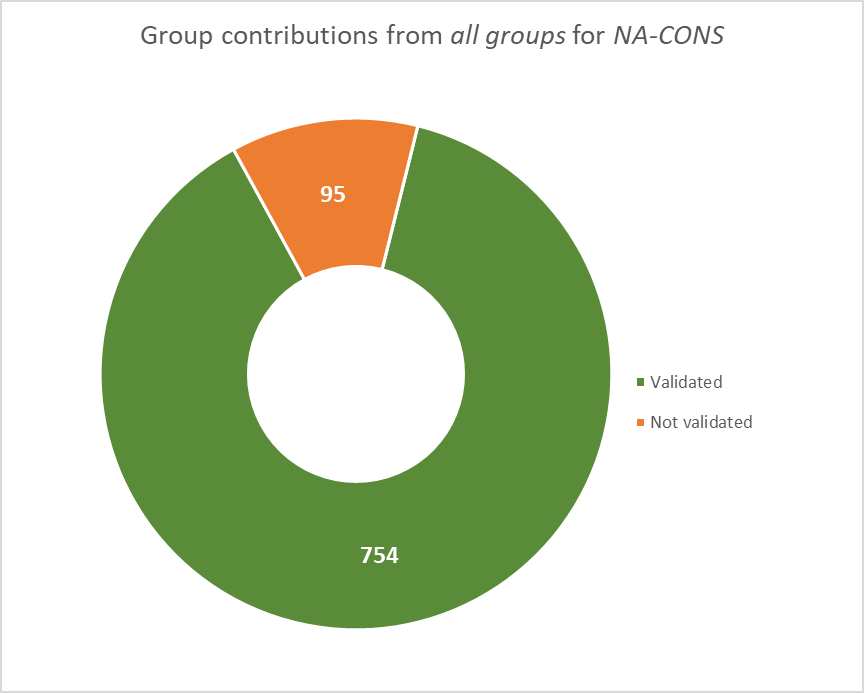 Group contributions from all groups for NA-CONS
95
Validated
Not validated
754